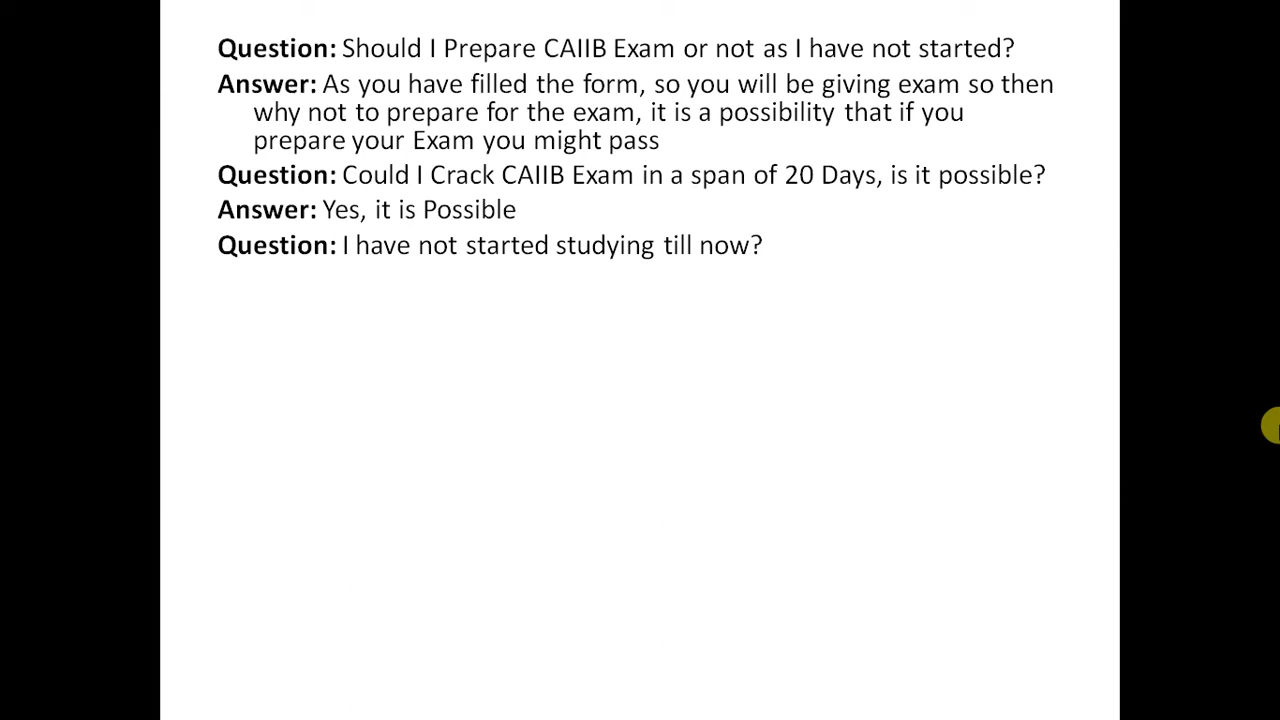 Question: Should I Prepare CAIIB Exam or not as I have not started?
Answer: As you have filled the form, so you will be giving exam so then
why not to prepare for the exam, it is a possibility that if you
prepare your Exam you might pass
Question: Could I Crack CAIIB Exam in a span of 20 Days, is it possible?
Answer: Yes, it is Possible
Question: I have not started studying till now?